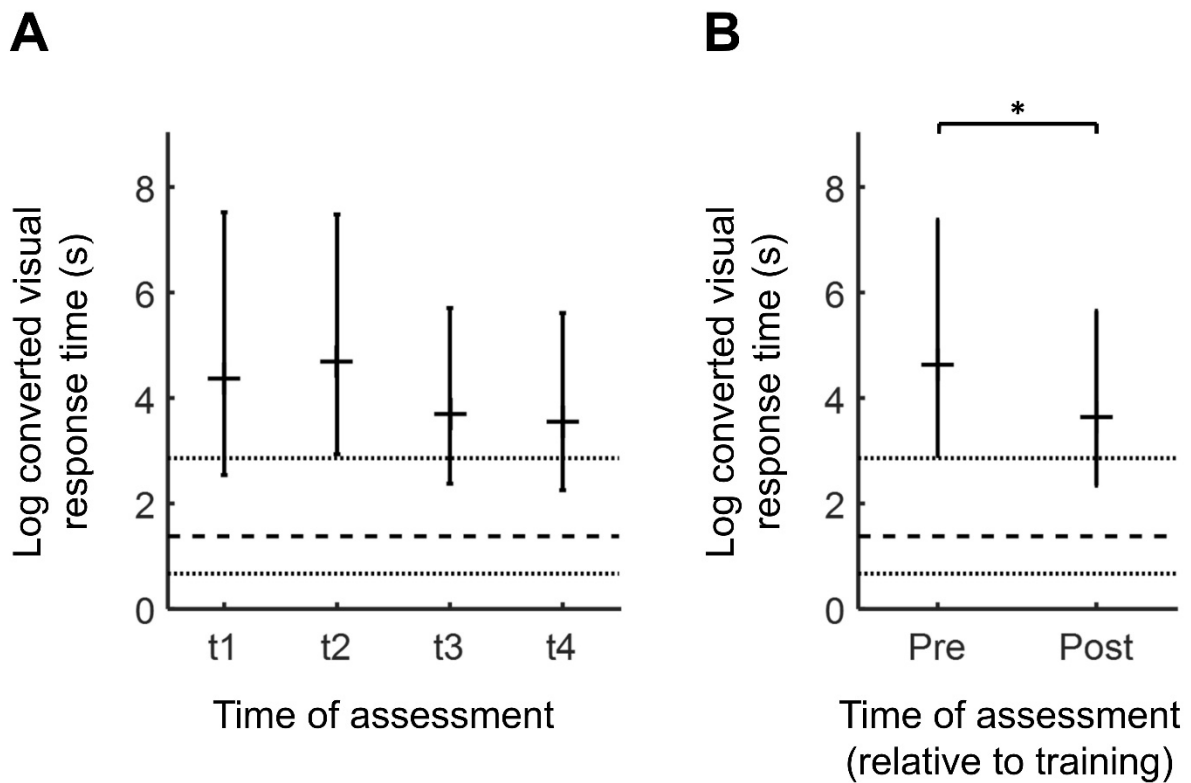 A
Log converted visual
response time (s)
8
6
4
2
0
t1 t2 t3 t4
Time of assessment
B
*
Log converted visual
response time (s)
8
6
4
2
0
Pre Post
Time of assessment
(relative to training)